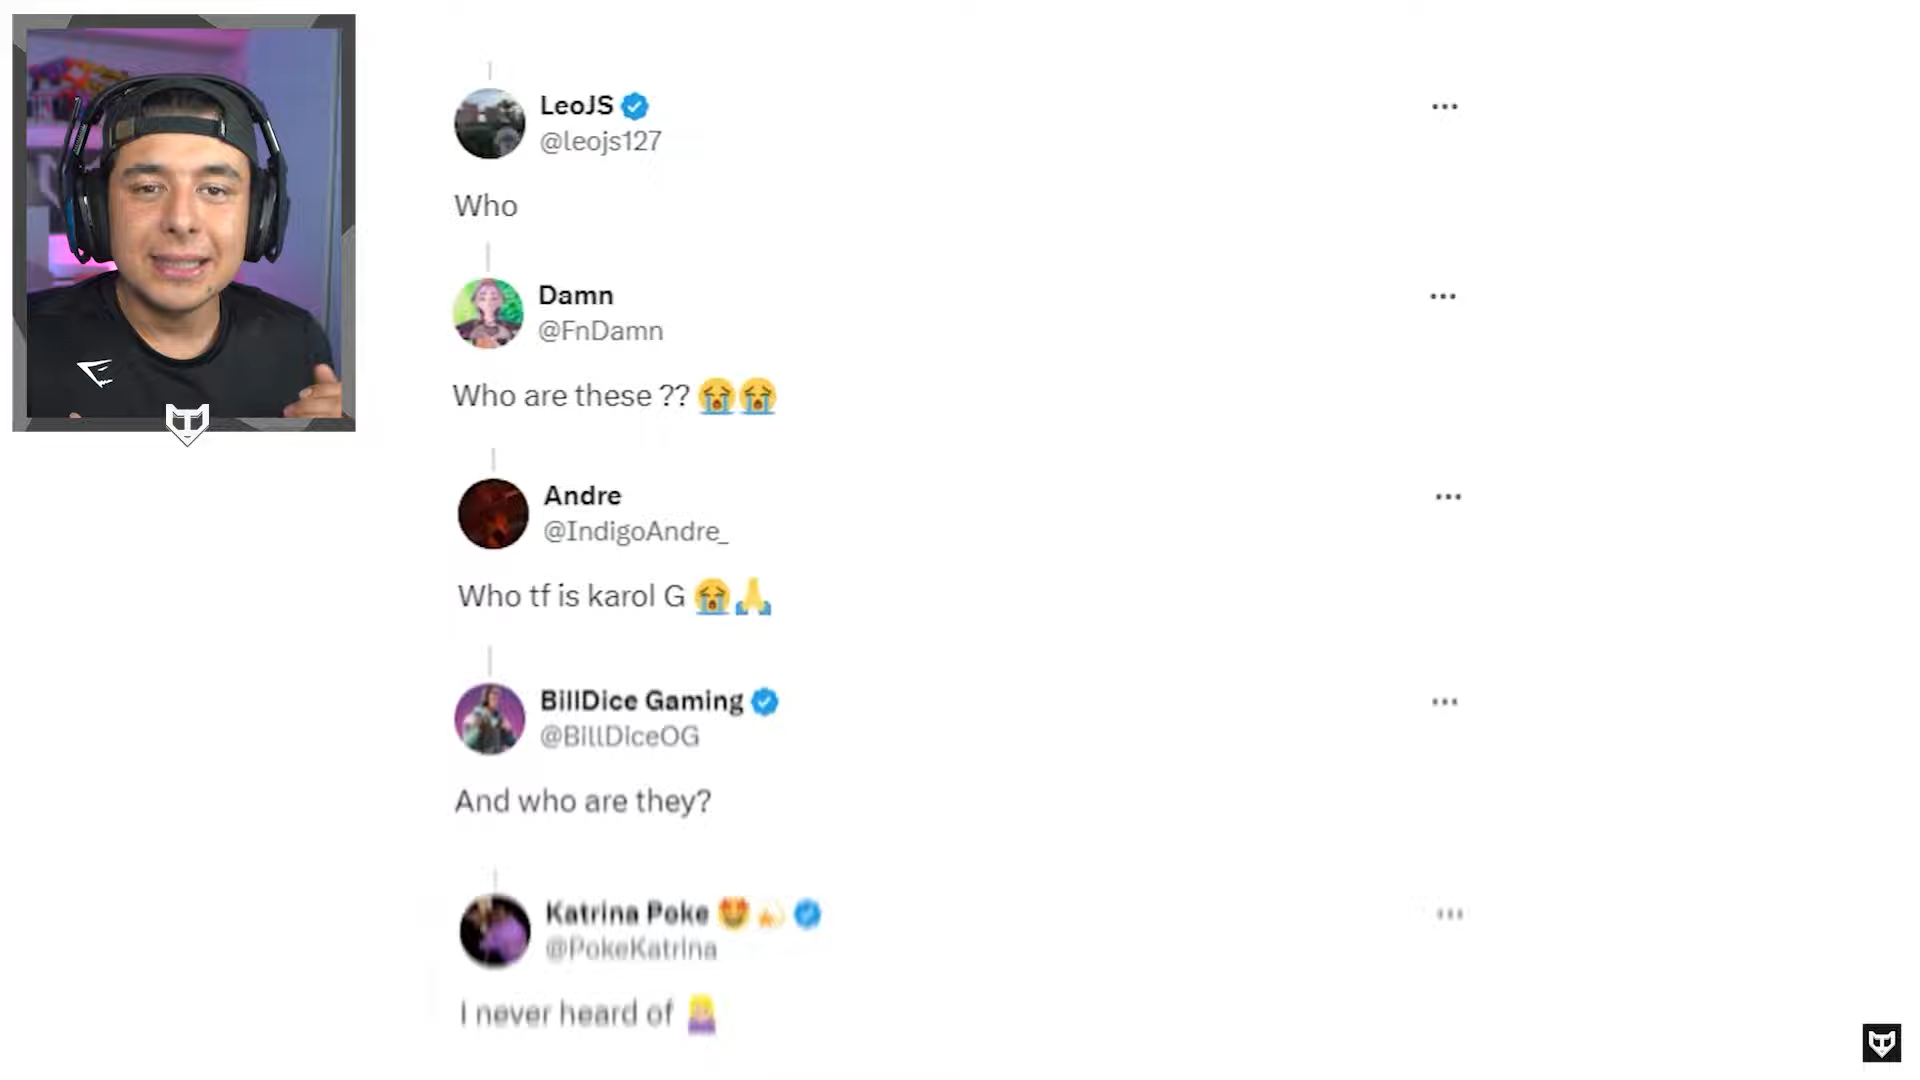 LeoJS
@leojs127
Who
Damn
@FnDamn
Who are these ?? 😭😭
Andre
@IndigoAndre_
Who tf is karol G 😭🙏
BillDice Gaming
@BillDiceOG
And who are they?
Katrina Poke 🤩💫
@PokeKatrina
I never heard of 🤷‍♀️